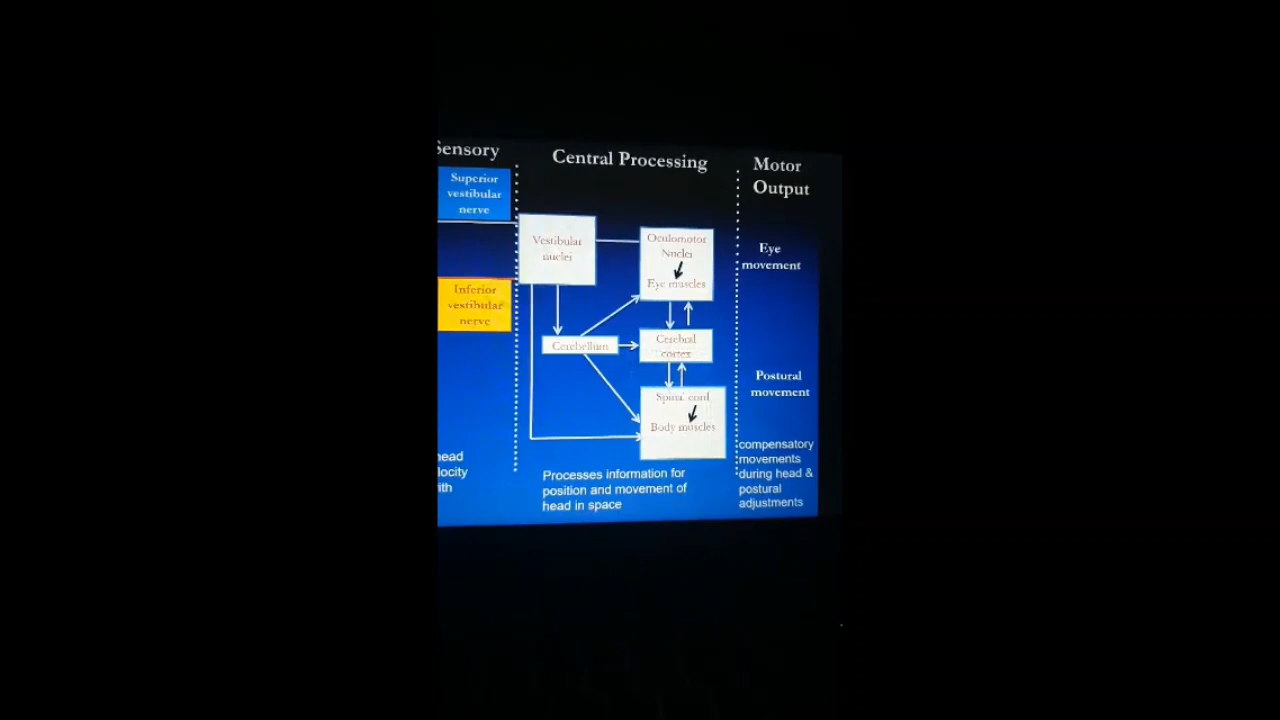 Sensory
Central Processing
Motor
Output
Superior
vestibular
nerve
Vestibular
nuclei
Oculomotor
Nuclei
Eye muscles
Eye
movement
Inferior
vestibular
nerve
Cerebellum
Cerebral
cortex
Spinal cord
Body muscles
Postural
movement
head
locity
ith
Processes information for
position and movement of
head in space
compensatory
movements
during head &
postural
adjustments